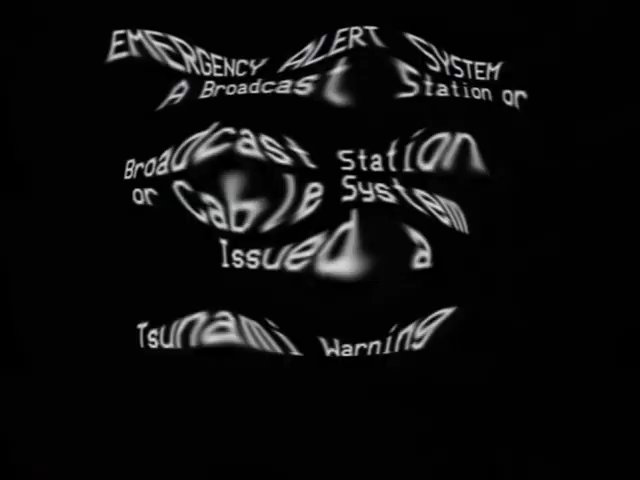 EMERGENCY ALERT SYSTEM
A Broadcast Station or
Broadcast Station
or Cable System
Issued a
Tsunami Warning